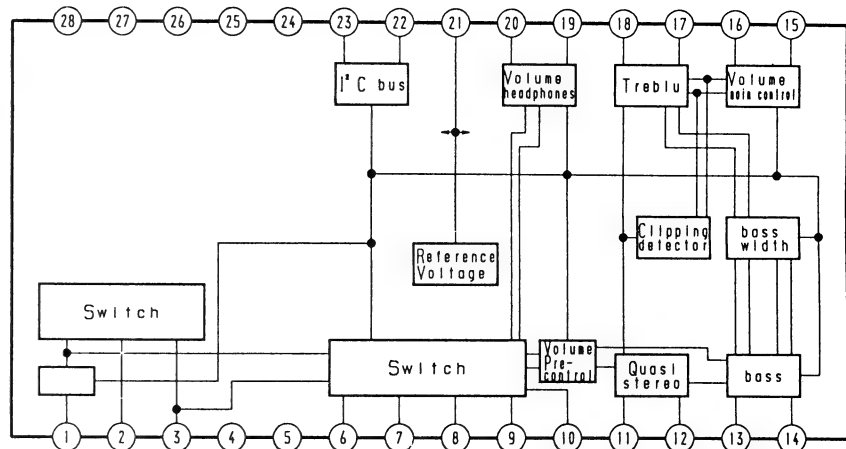 28 27 26 25 24 23 22 21 20 19 18 17 16 15
I²C bus
Volume
headphones
Treblu
Volume
main control
Clipping
detector
bass
width
Reference
Voltage
Switch
Switch
Volume
Pre-
control
Quasi
stereo
bass
1 2 3 4 5 6 7 8 9 10 11 12 13 14